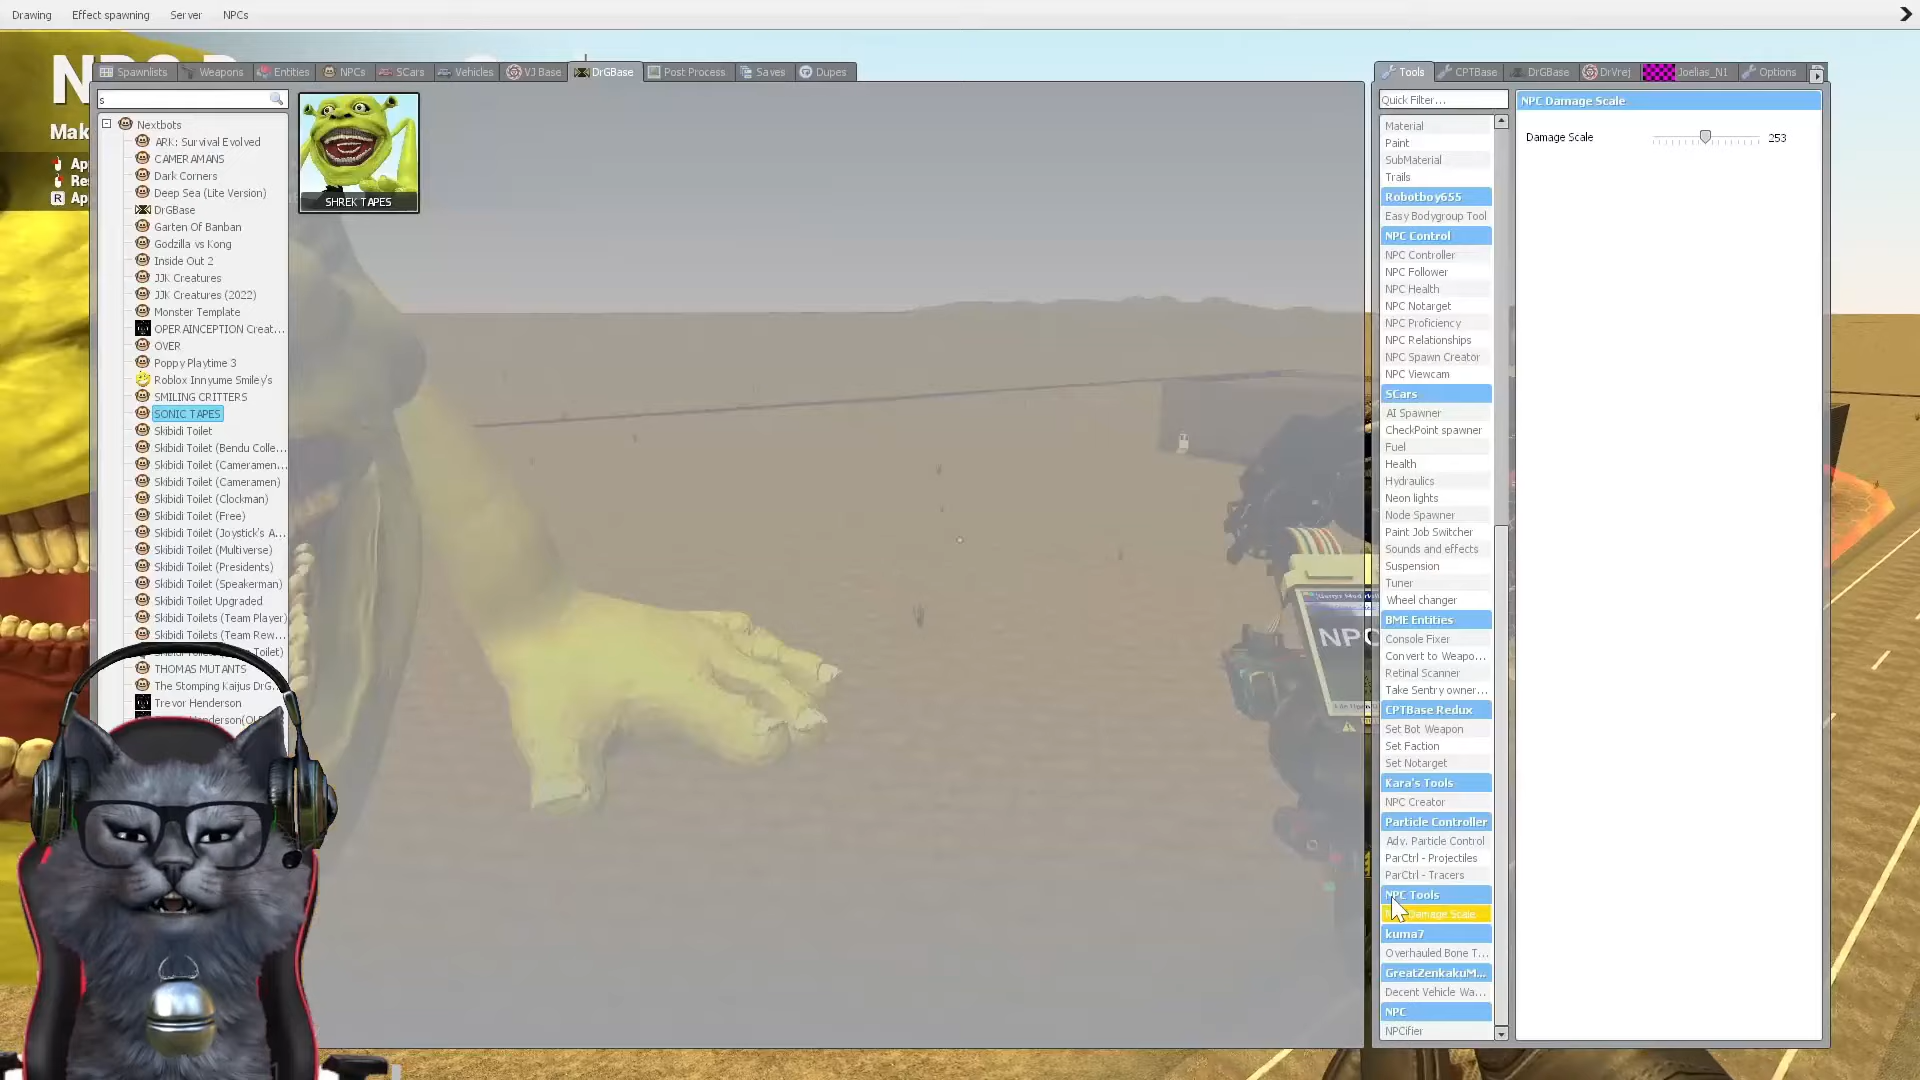 Drawing Effect spawning Server NPCs
Spawnlists Weapons Entities NPCs SCars Vehicles VJ Base DrGBase Post Process Saves Dupes
Tools CPTBase DrGBase DrVrej Joelias_NI Options
Mak
R
s
Nextbots
ARK: Survival Evolved
CAMERAMANS
Dark Corners
Deep Sea (Lite Version)
DrGBase
Garten Of Banban
Godzilla vs Kong
Inside Out 2
JJK Creatures
JJK Creatures (2022)
Monster Template
OPERAINCEPTION Creat...
OVER
Poppy Playtime 3
Roblox Innyume Smiley's
SMILING CRITTERS
SONIC TAPES
Skibidi Toilet
Skibidi Toilet (Bendu Colle...
Skibidi Toilet (Cameramen...
Skibidi Toilet (Cameramen)
Skibidi Toilet (Clockman)
Skibidi Toilet (Free)
Skibidi Toilet (Joystick's A...
Skibidi Toilet (Multiverse)
Skibidi Toilet (Presidents)
Skibidi Toilet (Speakerman)
Skibidi Toilet Upgraded
Skibidi Toilets (Team Player)
Skibidi Toilets (Team Rew...
Toilet)
THOMAS MUTANTS
The Stomping Kaijus DrG...
Trevor Henderson
SHREK TAPES
NPC
Quick Filter...
Material
Paint
SubMaterial
Trails
Robotboy655
Easy Bodygroup Tool
NPC Control
NPC Controller
NPC Follower
NPC Health
NPC Notarget
NPC Proficiency
NPC Relationships
NPC Spawn Creator
NPC Viewcam
SCars
AI Spawner
CheckPoint spawner
Fuel
Health
Hydraulics
Neon lights
Node Spawner
Paint Job Switcher
Sounds and effects
Suspension
Tuner
Wheel changer
BME Entities
Console Fixer
Convert to Weapo...
Retinal Scanner
Take Sentry owner...
CPTBase Redux
Set Bot Weapon
Set Faction
Set Notarget
Kara's Tools
NPC Creator
Particle Controller
Adv. Particle Control
ParCtrl - Projectiles
ParCtrl - Tracers
NPC Tools
Damage Scale
kuma7
Overhauled Bone T...
GreatZenkakuM...
Decent Vehicle Wa...
NPC
NPCifier
NPC Damage Scale
Damage Scale 253